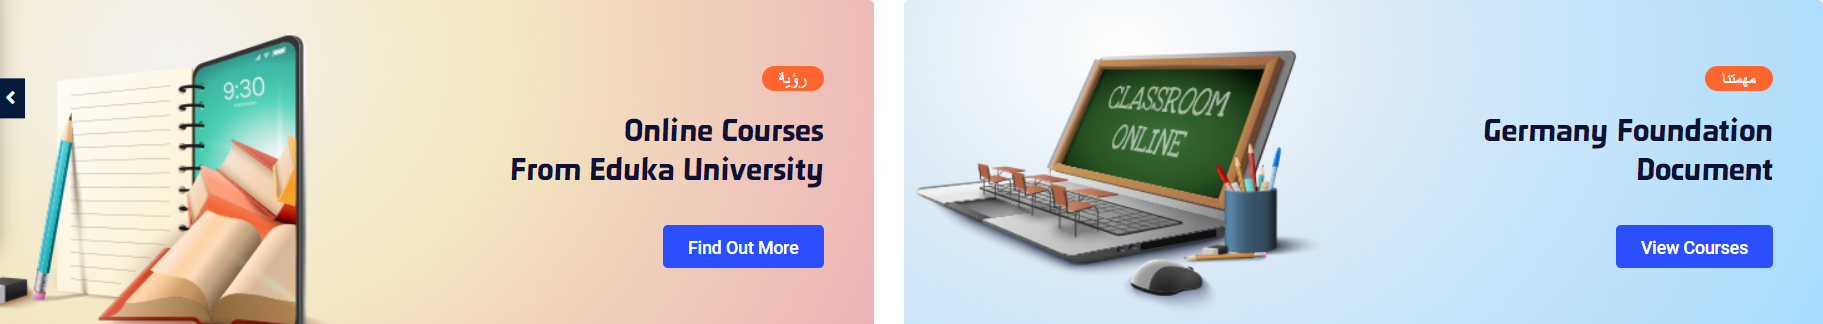 9:30
رؤية
Online Courses
From Eduka University
Find Out More
CLASSROOM
ONLINE
مهمتنا
Germany Foundation
Document
View Courses